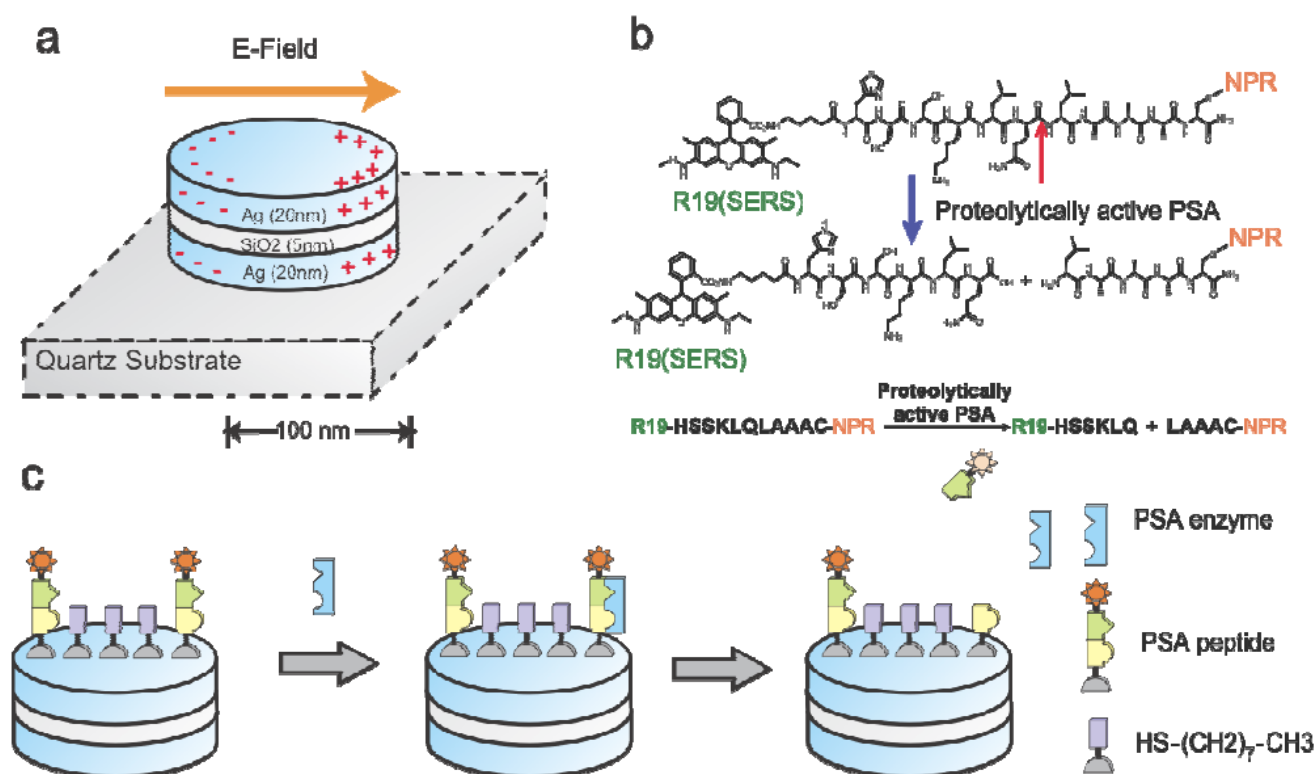 a
E-Field
Ag (20nm)
SiO2 (5nm)
Ag (20nm)
Quartz Substrate
100 nm
b
NPR
R19(SERS)
Proteolytically active PSA
NPR
R19(SERS)
Proteolytically
active PSA
R19-HSSKLQLAAAC-NPR R19-HSSKLQ + LAAAC-NPR
c
PSA enzyme
PSA peptide
HS-(CH2)7-CH3